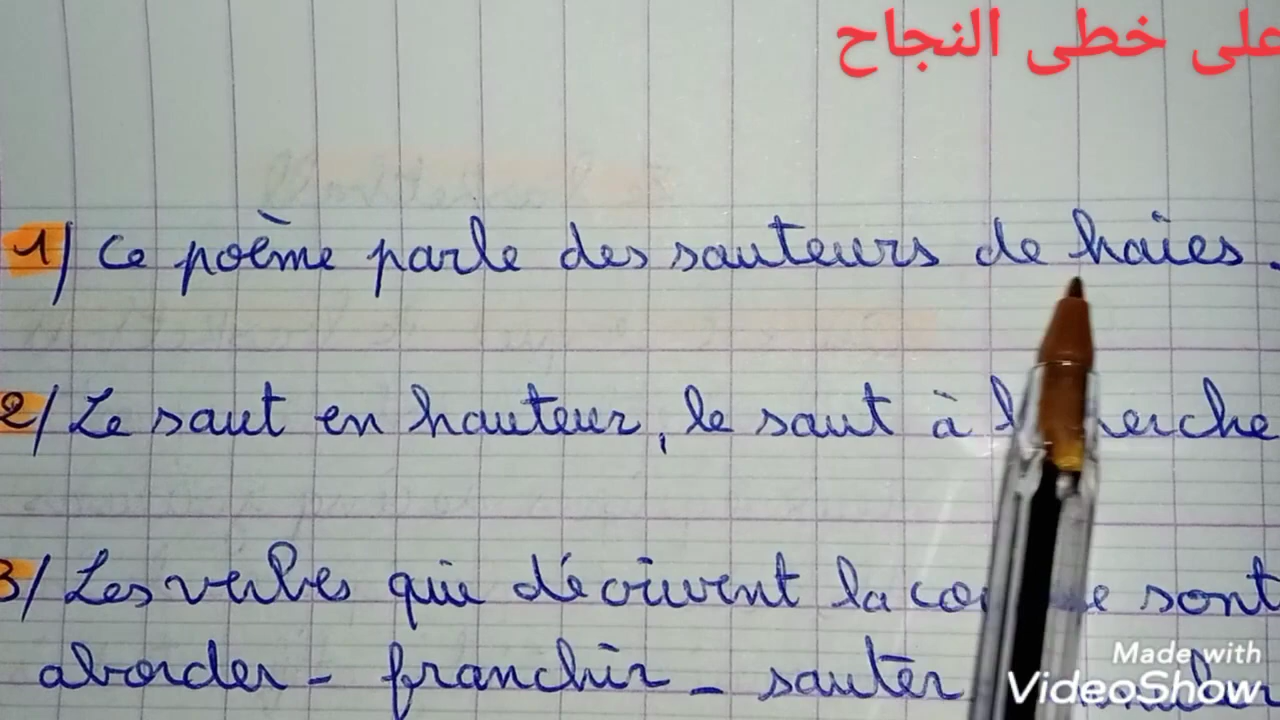 على خطى النجاح
1) Ce poème parle des sauteurs de haies.
2) Le saut en hauteur, le saut à
3) Les verbes qui décrivent la sont
aborder - franchir - sauter
Made with
VideoShow